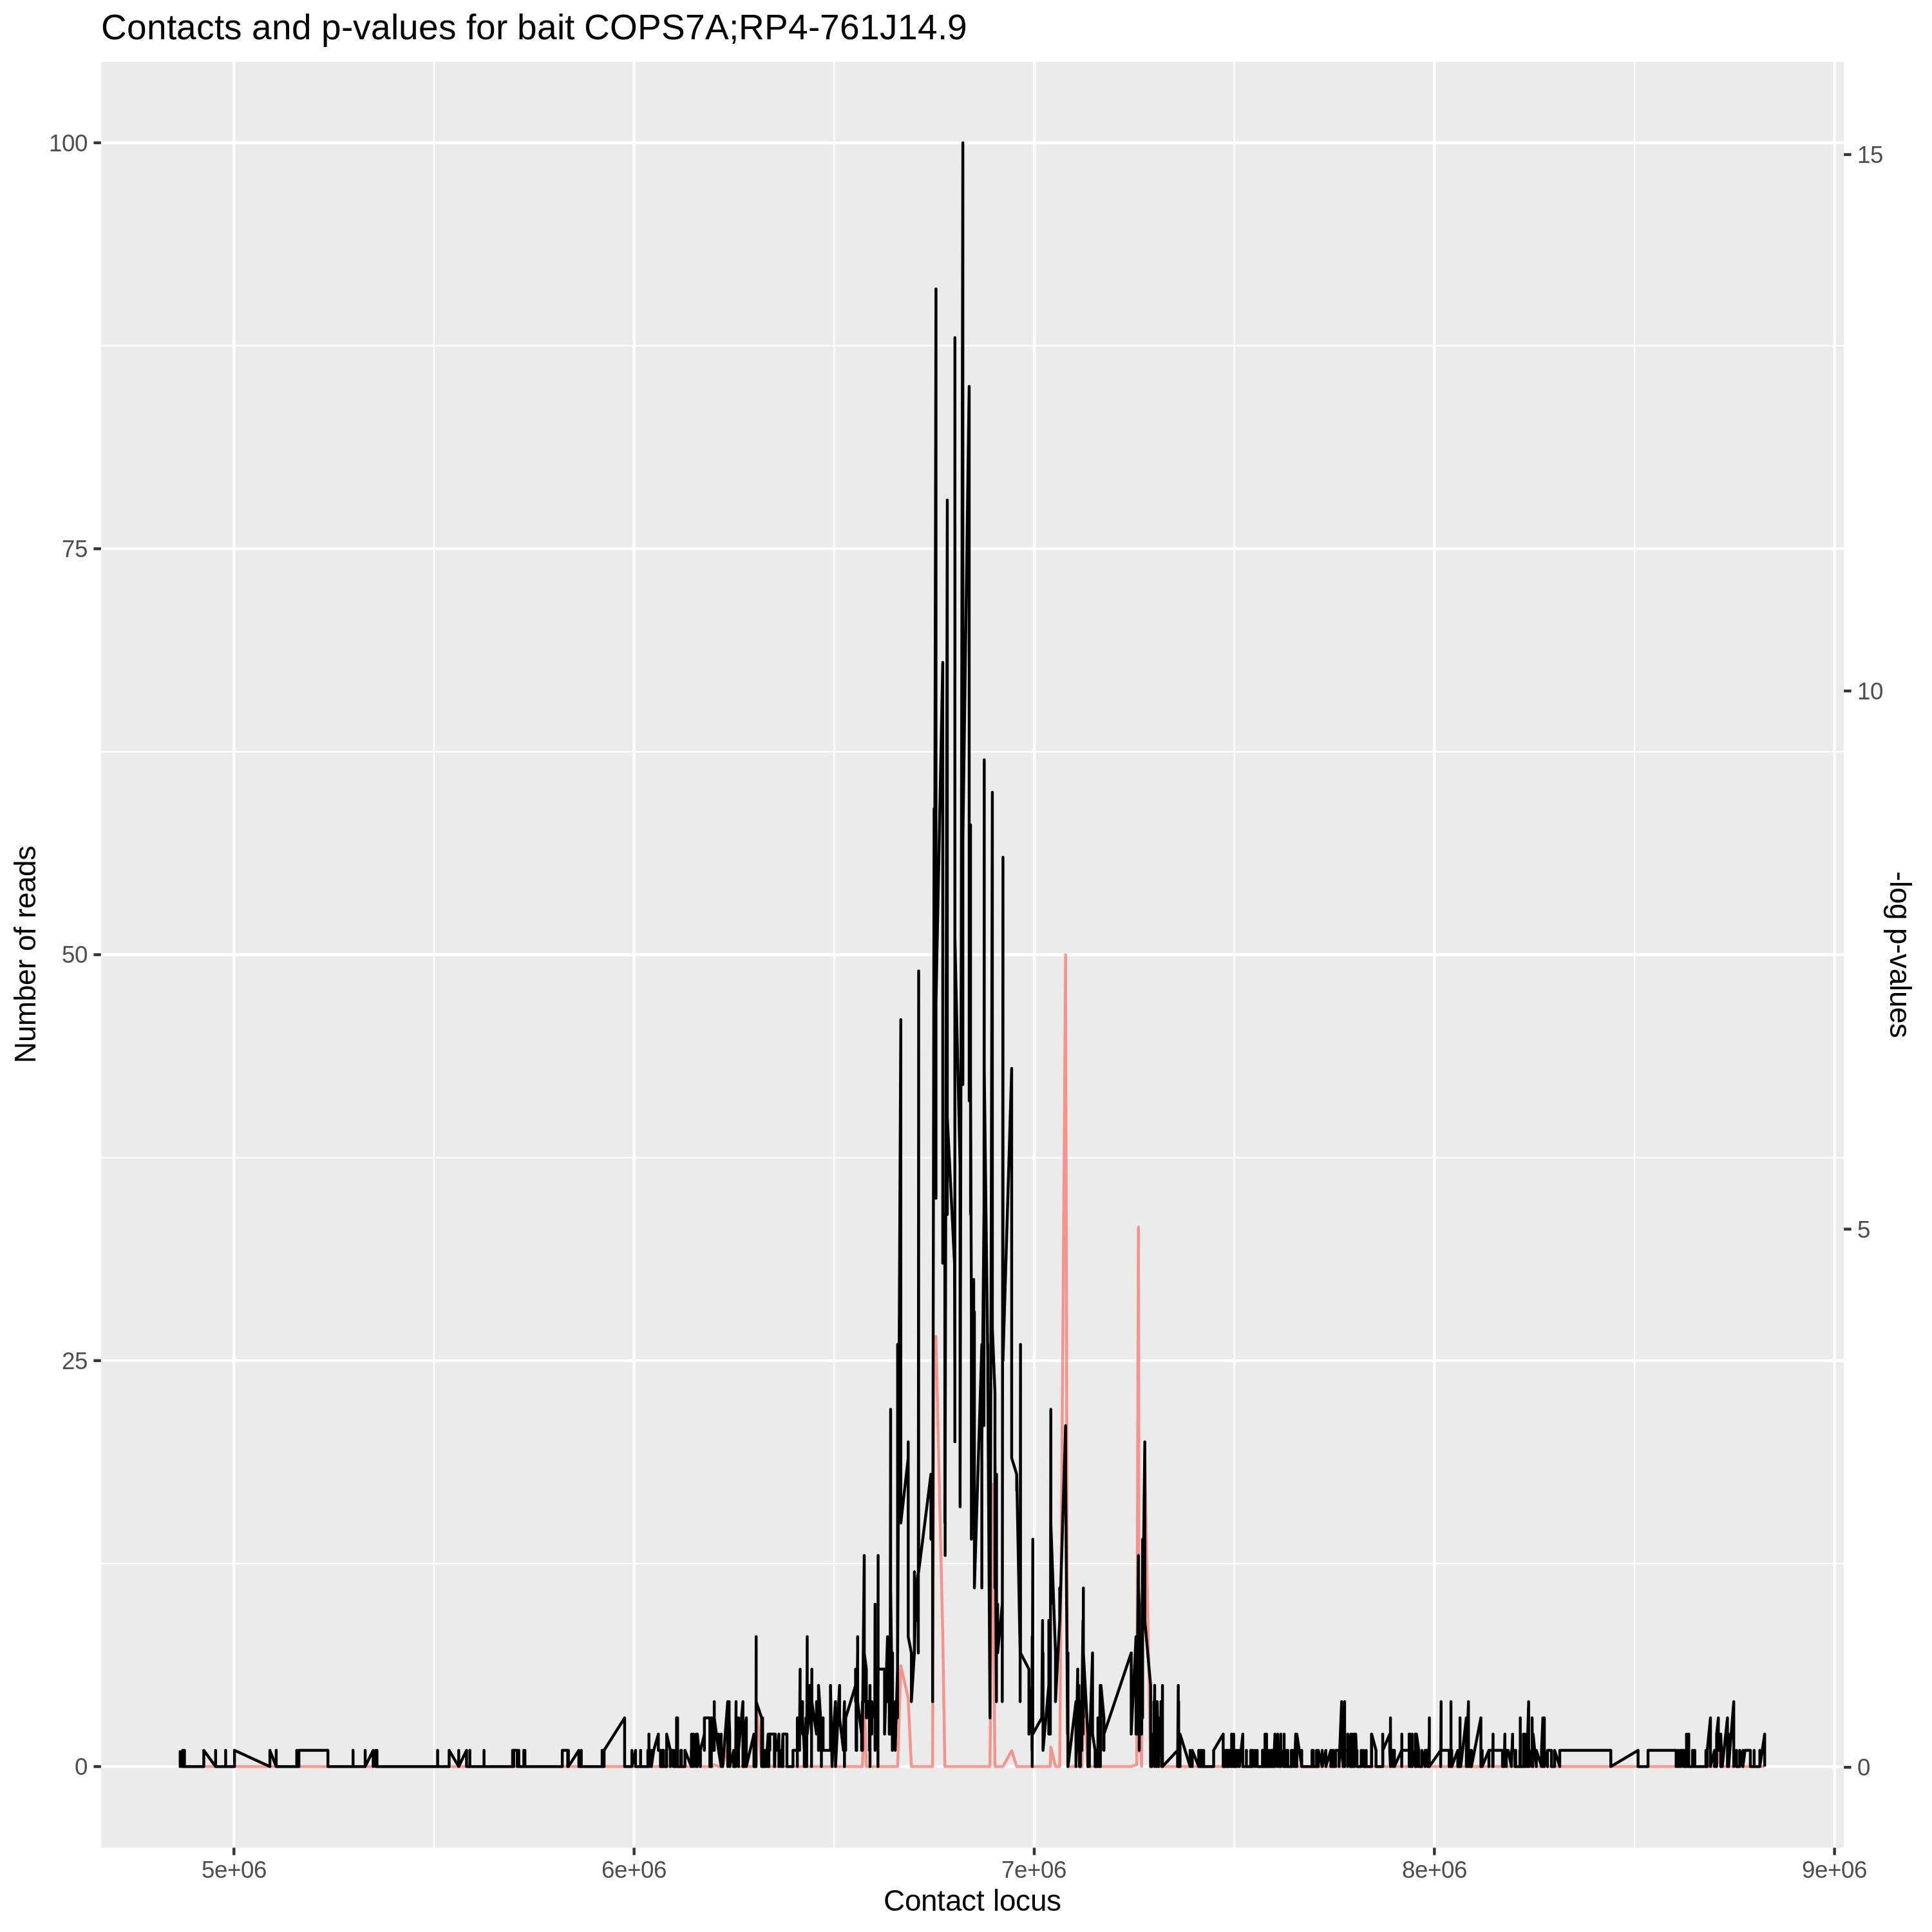 Contacts and p-values for bait COPS7A;RP4-761J14.9
100
75
50
25
0
Number of reads
15
10
5
0
-log p-values
5e+06
6e+06
7e+06
8e+06
9e+06
Contact locus